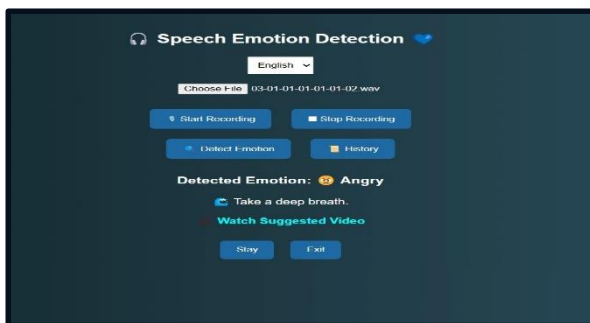 Speech Emotion Detection
English
Choose File 03-01-01-01-01-01-02.wav
Start Recording
Stop Recording
Detect Emotion
History
Detected Emotion: Angry
Take a deep breath.
Watch Suggested Video
Stay
Exit